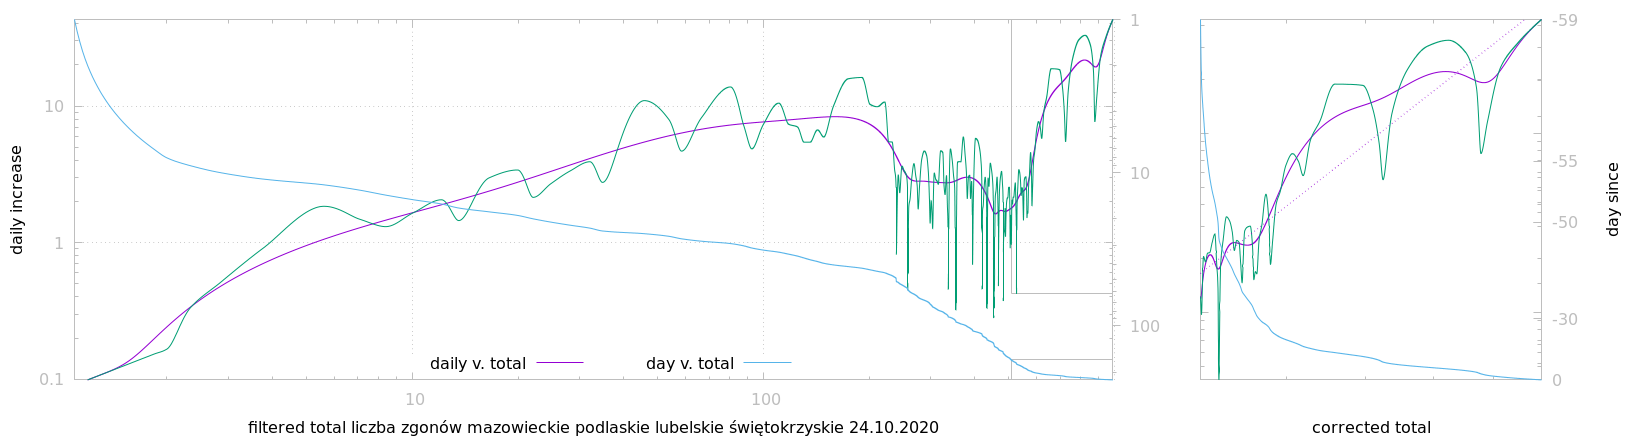 1
-59
10
10
-55
daily increase
day since
1
-50
100
-30
daily v. total
day v. total
0.1
0
10
100
filtered total liczba zgonów mazowieckie podlaskie lubelskie świętokrzyskie 24.10.2020
corrected total